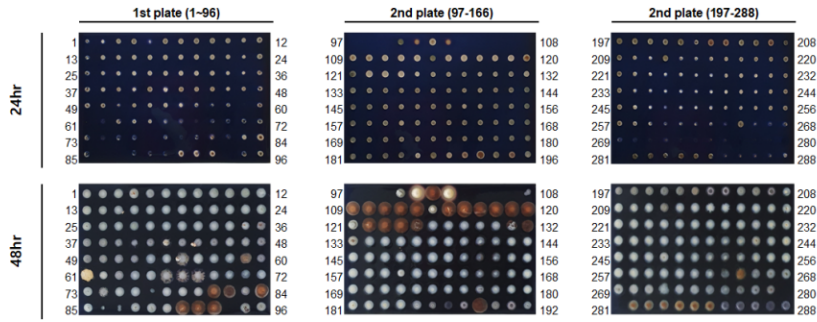 1st plate (1~96) 2nd plate (97-166) 2nd plate (197-288)
24hr
1 12 97 108 197 208
13 24 109 120 209 220
25 36 121 132 221 232
37 48 133 144 233 244
49 60 145 156 245 256
61 72 157 168 257 268
73 84 169 180 269 280
85 96 181 196 281 288
48hr
1 12 97 108 197 208
13 24 109 120 209 220
25 36 121 132 221 232
37 48 133 144 233 244
49 60 145 156 245 256
61 72 157 168 257 268
73 84 169 180 269 280
85 96 181 192 281 288